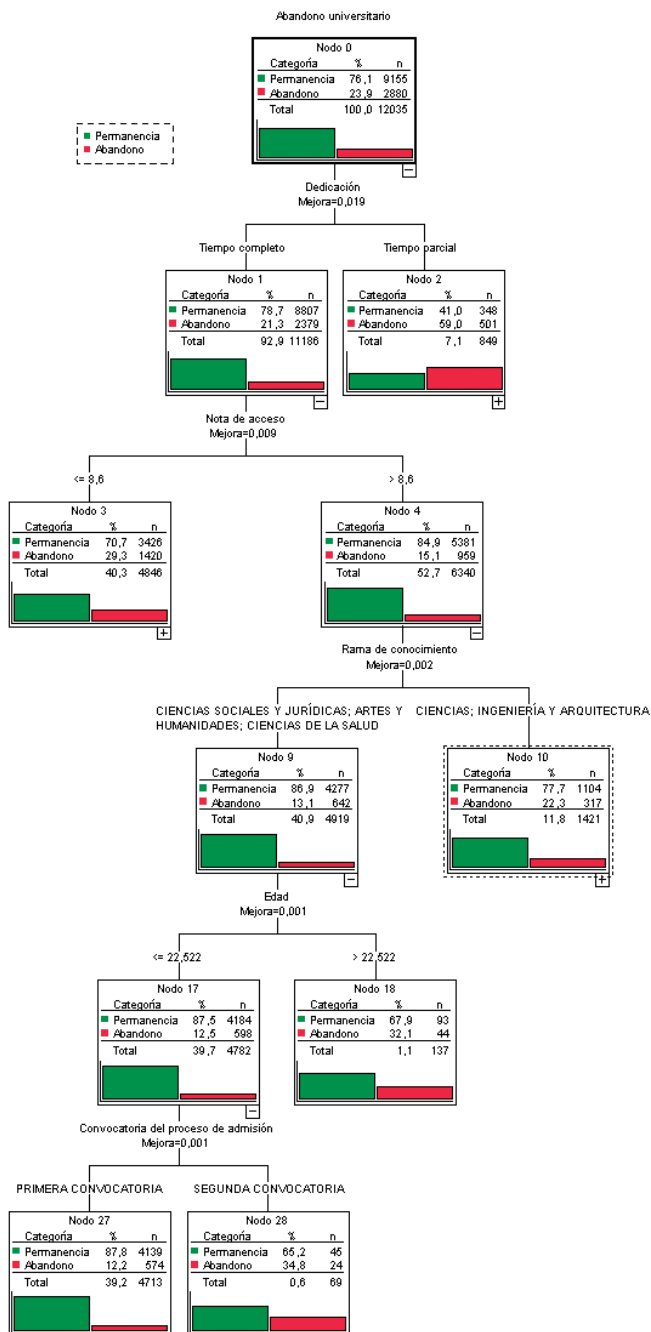 Abandono universitario
Nodo 0
Categoría % n
Permanencia 76,1 9155
Abandono 23,9 2880
Total 100,0 12035
Permanencia
Abandono
Dedicación
Mejora=0,019
Tiempo completo
Tiempo parcial
Nodo 1
Categoría % n
Permanencia 78,7 8807
Abandono 21,3 2379
Total 92,9 11186
Nodo 2
Categoría % n
Permanencia 41,0 348
Abandono 59,0 501
Total 7,1 849
Nota de acceso
Mejora=0,009
<= 8,6
> 8,6
Nodo 3
Categoría % n
Permanencia 70,7 3426
Abandono 29,3 1420
Total 40,3 4846
Nodo 4
Categoría % n
Permanencia 84,9 5381
Abandono 15,1 959
Total 52,7 6340
Rama de conocimiento
Mejora=0,002
CIENCIAS SOCIALES Y JURÍDICAS; ARTES Y
HUMANIDADES; CIENCIAS DE LA SALUD
CIENCIAS; INGENIERÍA Y ARQUITECTURA
Nodo 9
Categoría % n
Permanencia 86,9 4277
Abandono 13,1 642
Total 40,9 4919
Nodo 10
Categoría % n
Permanencia 77,7 1104
Abandono 22,3 317
Total 11,8 1421
Edad
Mejora=0,001
<= 22,522
> 22,522
Nodo 17
Categoría % n
Permanencia 87,5 4184
Abandono 12,5 598
Total 39,7 4782
Nodo 18
Categoría % n
Permanencia 67,9 93
Abandono 32,1 44
Total 1,1 137
Convocatoria del proceso de admisión
Mejora=0,001
PRIMERA CONVOCATORIA
SEGUNDA CONVOCATORIA
Nodo 27
Categoría % n
Permanencia 87,8 4139
Abandono 12,2 574
Total 39,2 4713
Nodo 28
Categoría % n
Permanencia 65,2 45
Abandono 34,8 24
Total 0,6 69